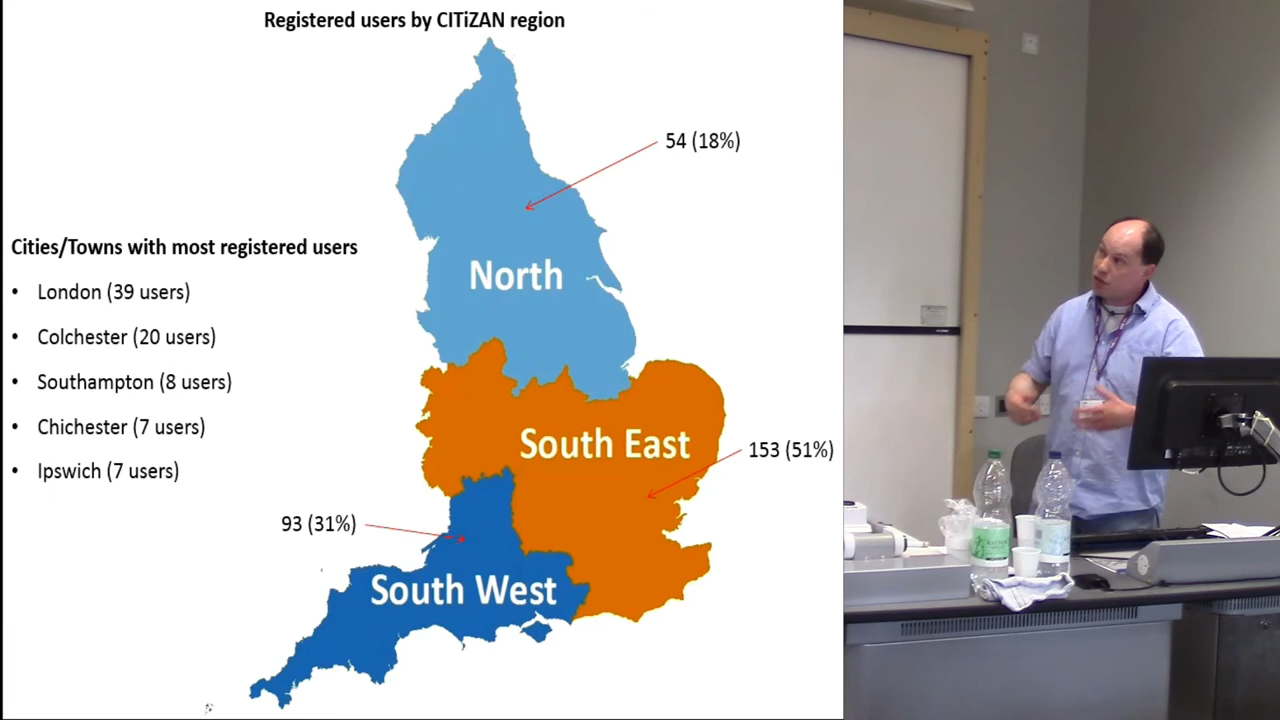 Registered users by CITiZAN region
54 (18%)
North
Cities/Towns with most registered users
• London (39 users)
• Colchester (20 users)
• Southampton (8 users)
• Chichester (7 users)
• Ipswich (7 users)
South East
153 (51%)
93 (31%)
South West